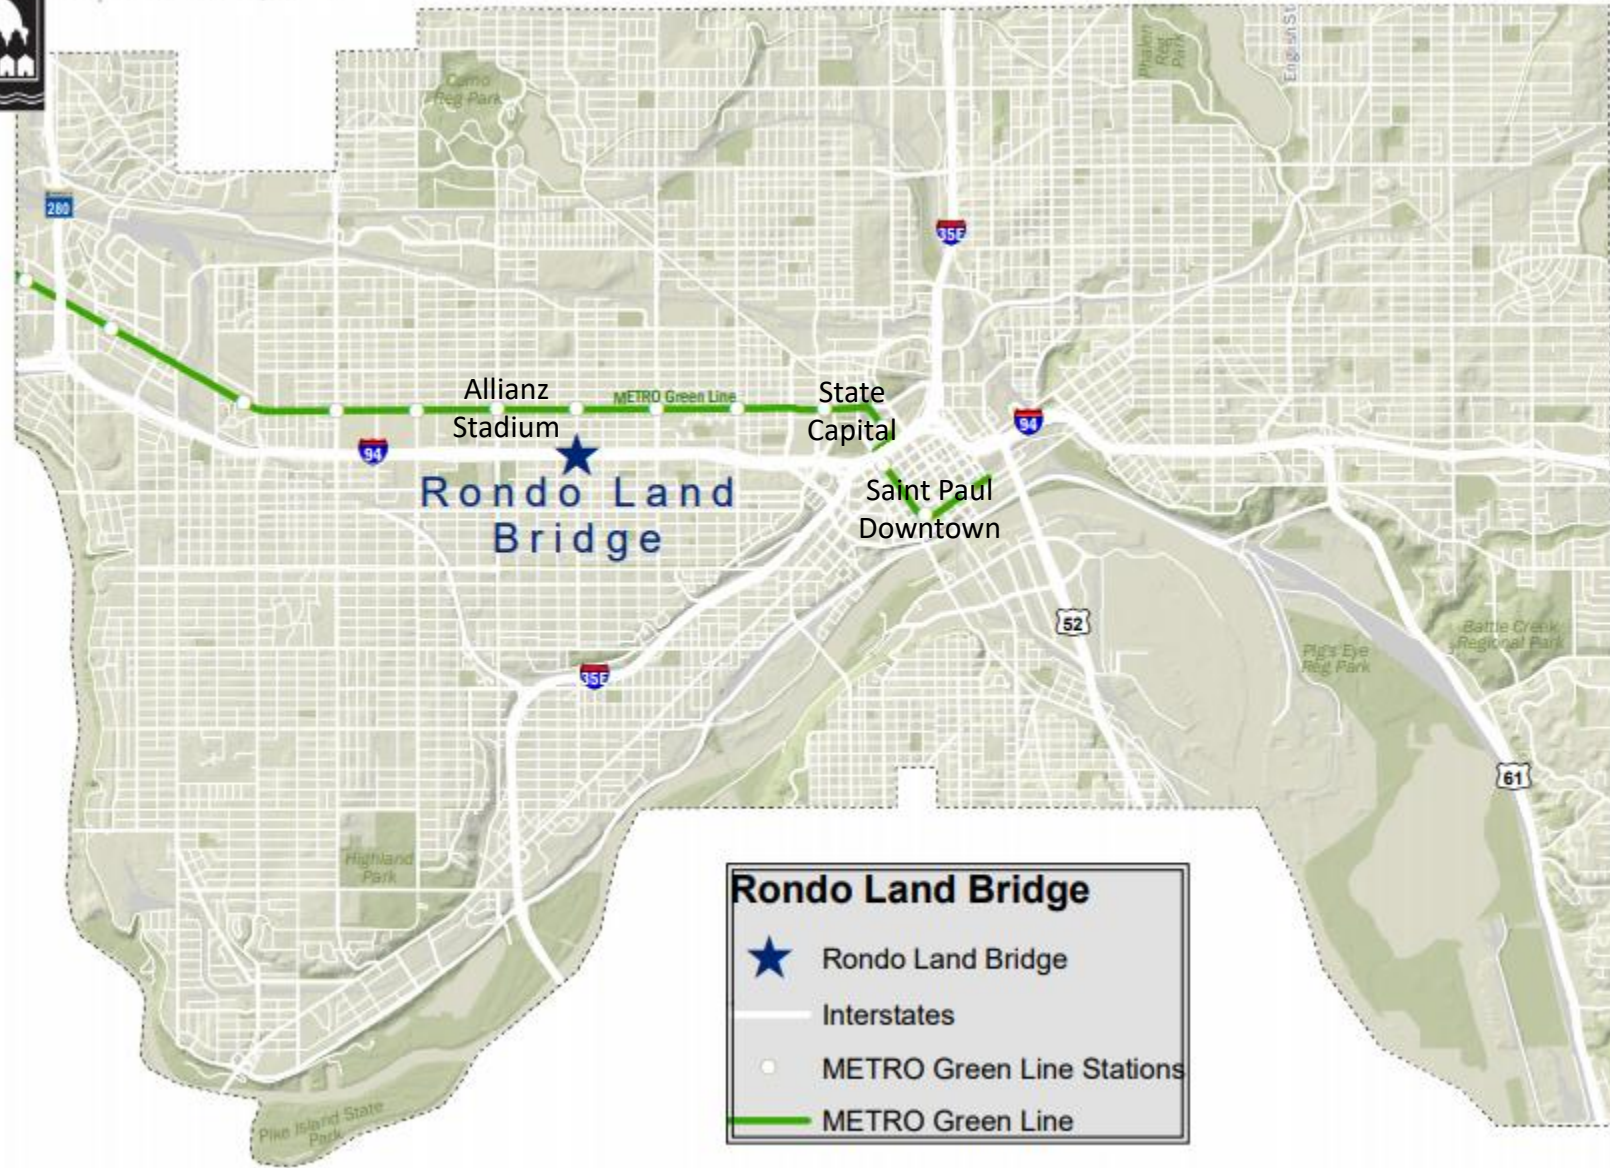 Como
Reg Park
Phalen
Reg
Park
English St
280
35E
Allianz
Stadium
METRO Green Line
State
Capital
94
94
Rondo Land
Bridge
Saint Paul
Downtown
52
35E
Pig's Eye
Reg Park
Battle Creek
Regional Park
61
Highland
Park
Pike Island State
Park
Rondo Land Bridge
Rondo Land Bridge
Interstates
METRO Green Line Stations
METRO Green Line